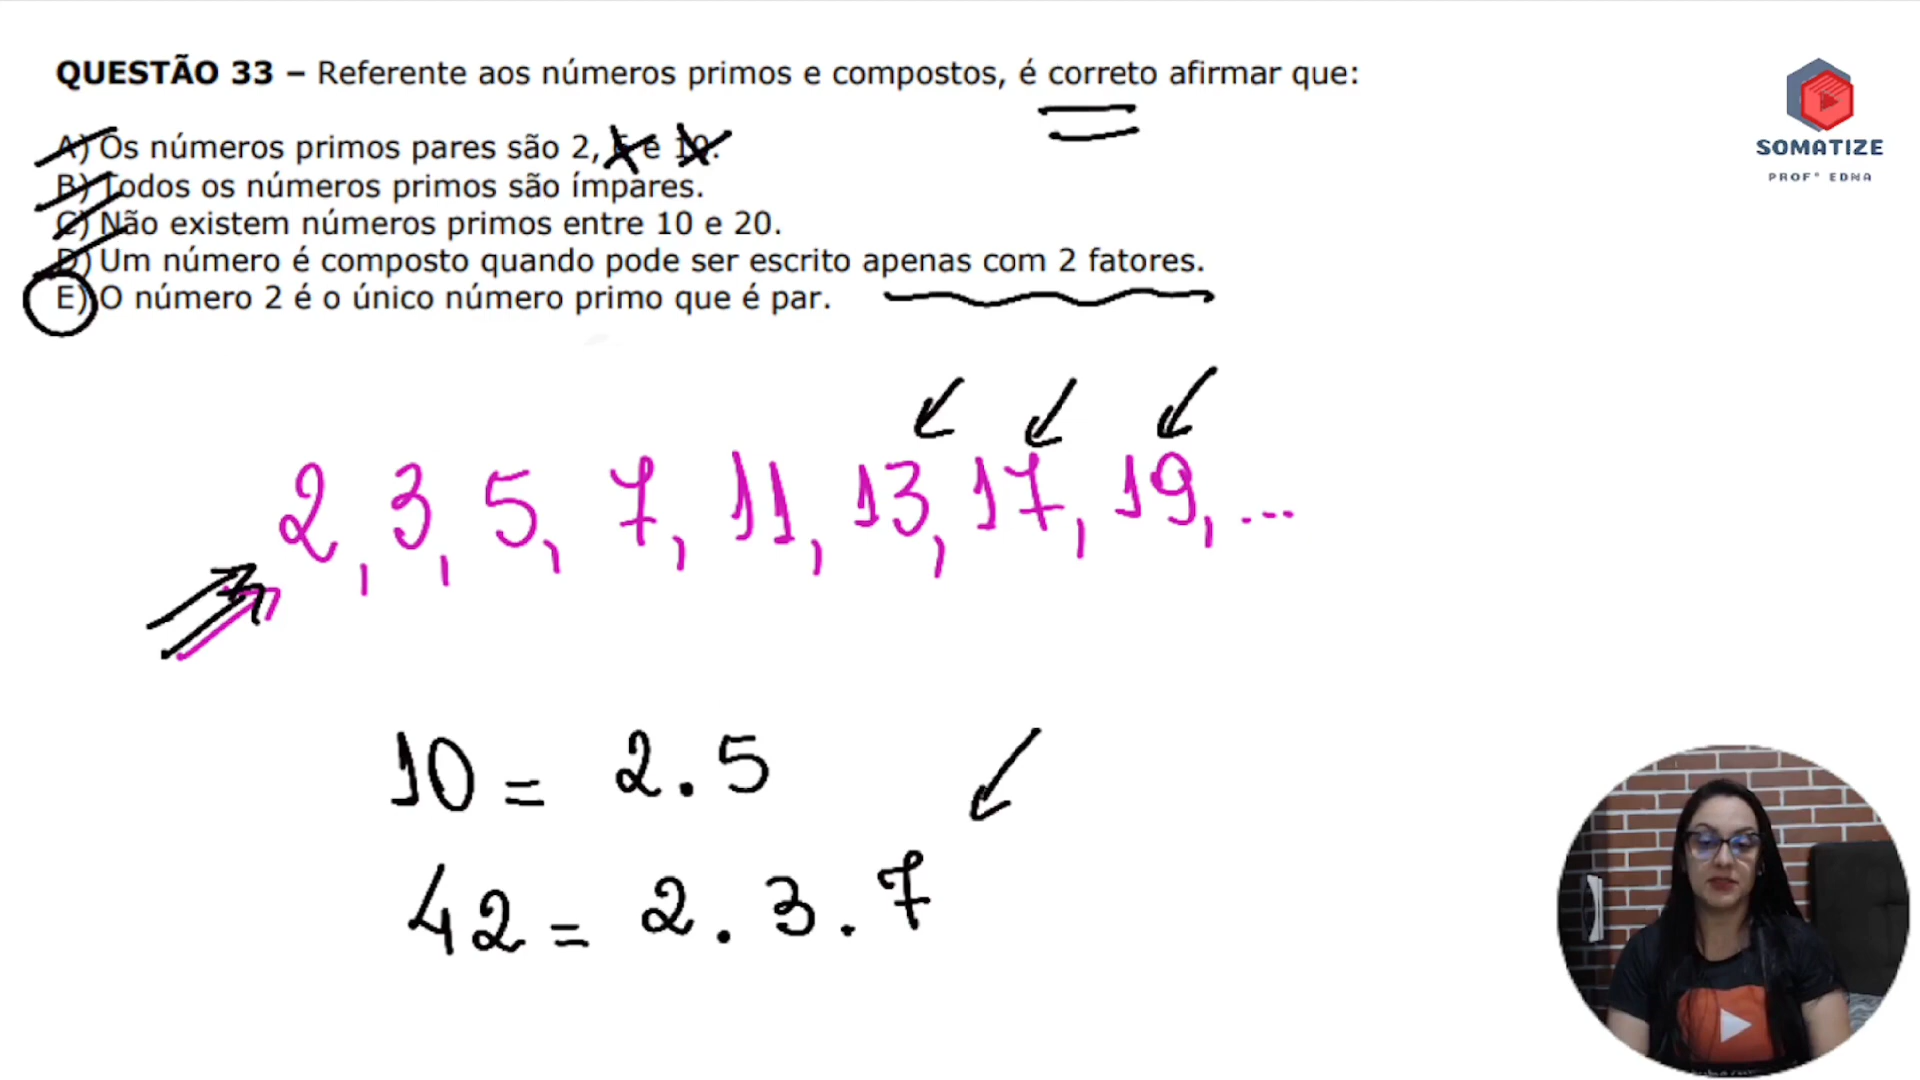 QUESTÃO 33 – Referente aos números primos e compostos, é correto afirmar que:
A) Os números primos pares são 2, e 10.
B) Todos os números primos são ímpares.
C) Não existem números primos entre 10 e 20.
D) Um número é composto quando pode ser escrito apenas com 2 fatores.
E) O número 2 é o único número primo que é par.
SOMATIZE
PROFª EDNA
2, 3, 5, 7, 11, 13, 17, 19, ...
10 = 2 . 5
42 = 2 . 3 . 7